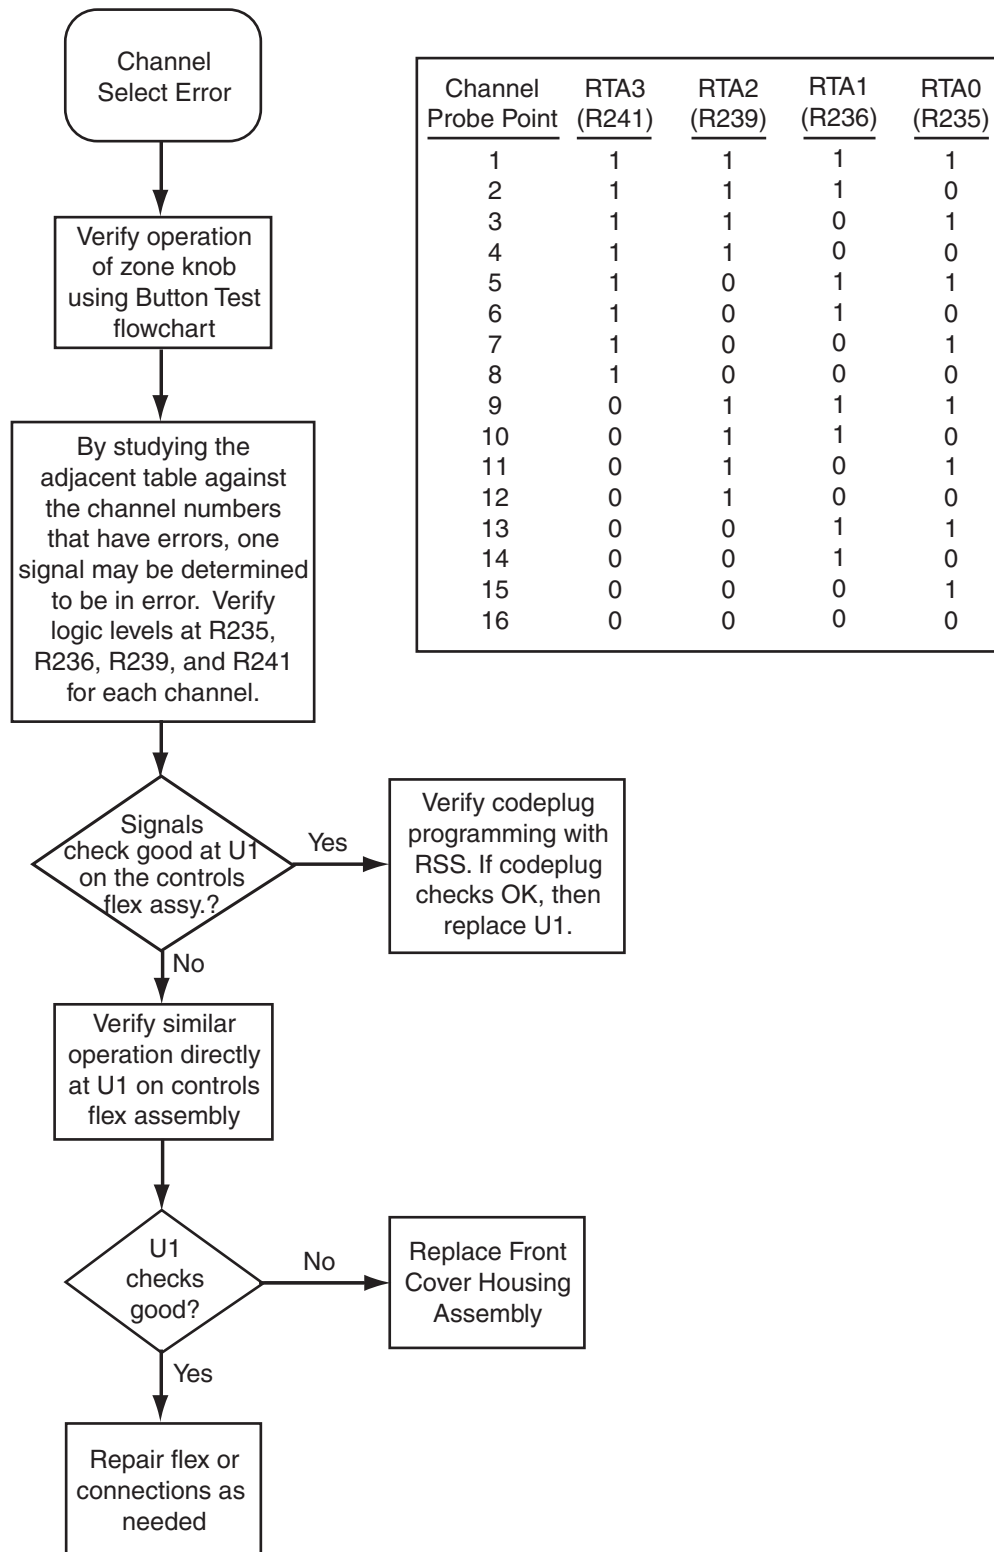 Channel
Select Error
Verify operation
of zone knob
using Button Test
flowchart
By studying the
adjacent table against
the channel numbers
that have errors, one
signal may be determined
to be in error.  Verify
logic levels at R235,
R236, R239, and R241
for each channel.
Signals
check good at U1
on the controls
flex assy.?
Yes
Verify codeplug
programming with
RSS. If codeplug
checks OK, then
replace U1.
No
Verify similar
operation directly
at U1 on controls
flex assembly
U1
checks
good?
No
Replace Front
Cover Housing
Assembly
Yes
Repair flex or
connections as
needed
Channel RTA3 RTA2 RTA1 RTA0
Probe Point (R241) (R239) (R236) (R235)
1 1 1 1 1
2 1 1 1 0
3 1 1 0 1
4 1 1 0 0
5 1 0 1 1
6 1 0 1 0
7 1 0 0 1
8 1 0 0 0
9 0 1 1 1
10 0 1 1 0
11 0 1 0 1
12 0 1 0 0
13 0 0 1 1
14 0 0 1 0
15 0 0 0 1
16 0 0 0 0